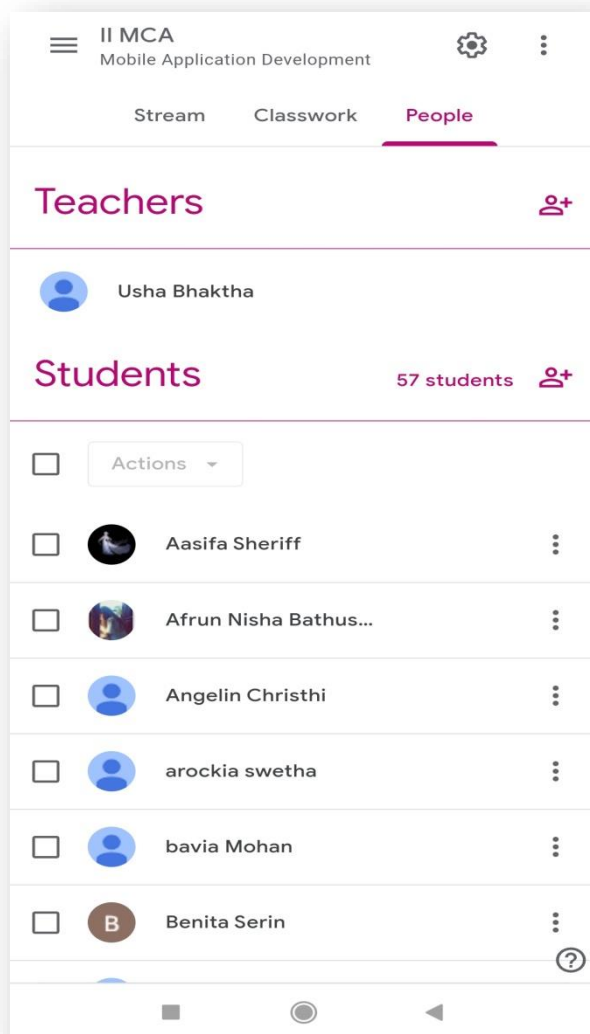 II MCA
Mobile Application Development
Stream Classwork People
Teachers
Usha Bhaktha
Students 57 students
Actions
Aasifa Sheriff
Afrun Nisha Bathus...
Angelin Christhi
arockia swetha
bavia Mohan
B Benita Serin
?